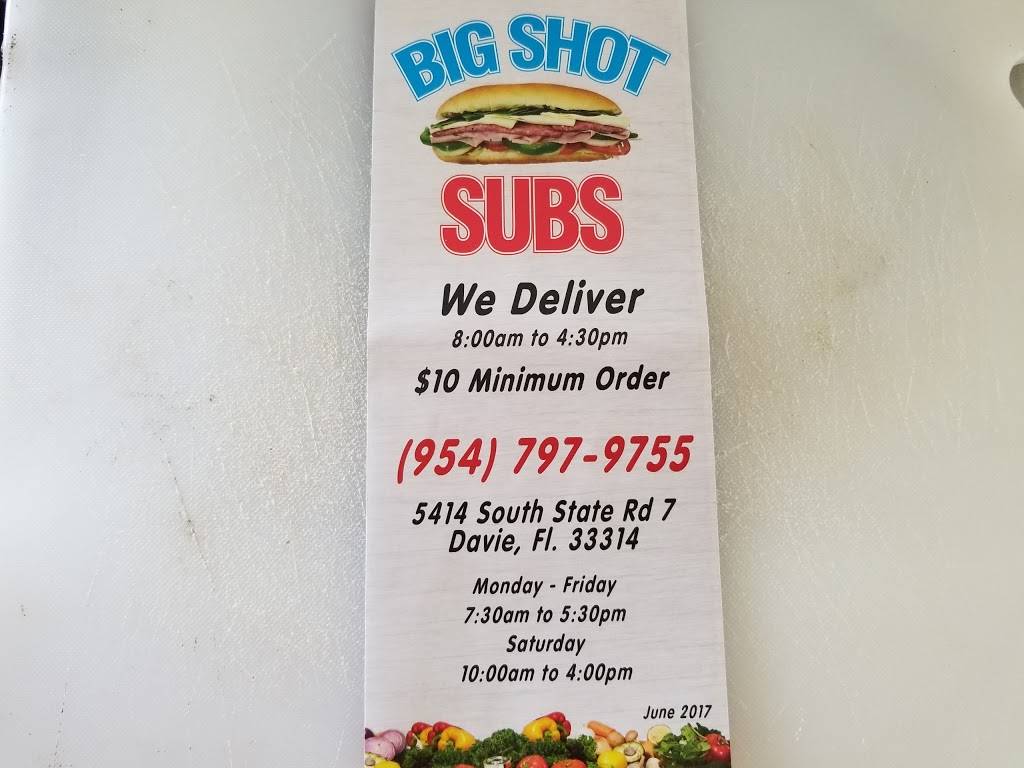 BIG SHOT
SUBS
We Deliver
8:00am to 4:30pm
$10 Minimum Order
(954) 797-9755
5414 South State Rd 7
Davie, Fl. 33314
Monday - Friday
7:30am to 5:30pm
Saturday
10:00am to 4:00pm
June 2017